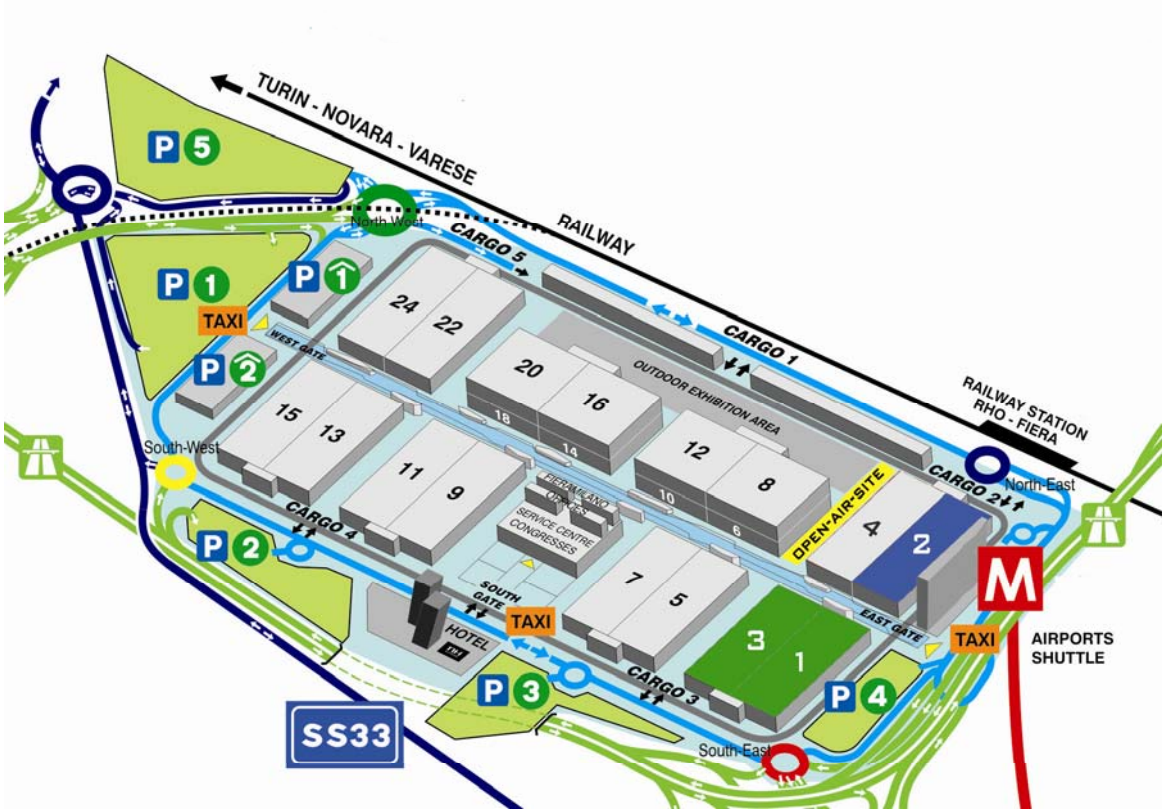 TURIN - NOVARA - VARESE
P 5
North-West
RAILWAY
CARGO 5
P 1
P 1
TAXI
WEST GATE
P 2
24
22
CARGO 1
OUTDOOR EXHIBITION AREA
20
16
18
14
RAILWAY STATION
RHO - FIERA
15
13
12
8
10
6
CARGO 2
North-East
South-West
11
9
OPEN-AIR-SITE
4
2
SERVICE CENTRE
CONGRESSES
CARGO 4
P 2
7
5
M
SOUTH
GATE
TAXI
EAST GATE
TAXI
AIRPORTS
SHUTTLE
HOTEL
3
1
P 3
CARGO 3
P 4
SS33
South-East